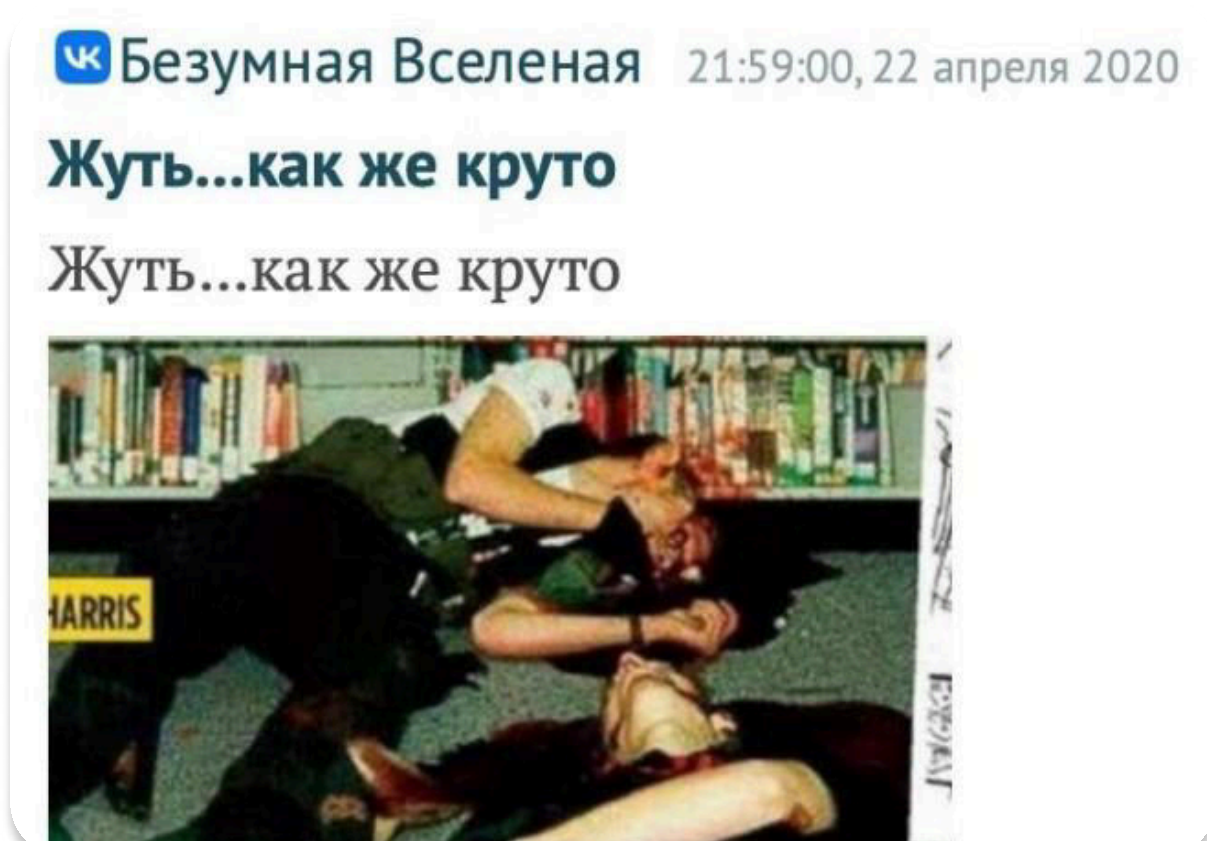 Безумная Вселеная 21:59:00, 22 апреля 2020
Жуть...как же круто
Жуть...как же круто
HARRIS